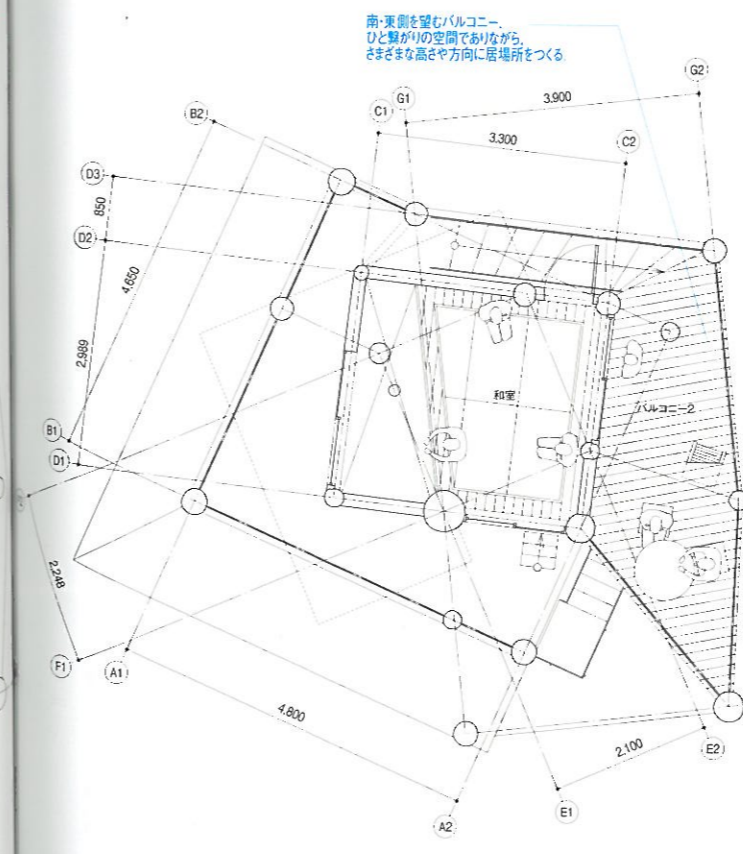 南・東側を望むバルコニー。
ひと繋がりの空間でありながら、
さまざまな高さや方向に居場所をつくる
G2
G1
3,900
C1
B2
3,300
C2
D3
850
D2
4,650
2,989
和室
バルコニー2
B1
D1
2,248
F1
A1
4,800
2,100
E2
E1
A2